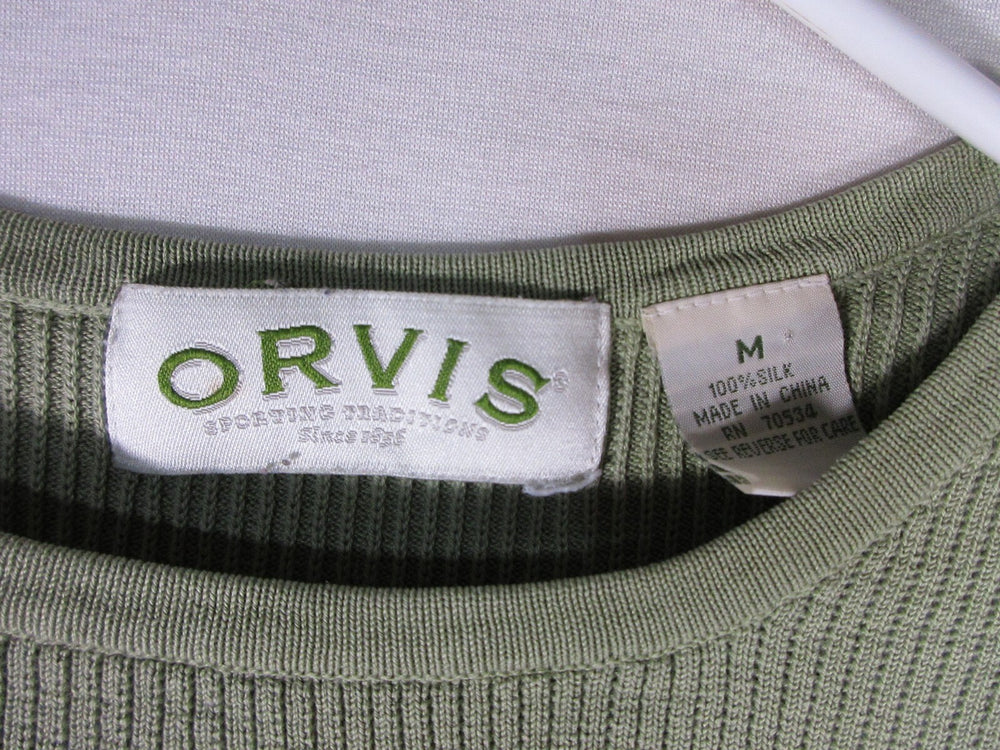 ORVIS®
SPORTING TRADITIONS
Since 1856
M
100% SILK
MADE IN CHINA
RN 70534
SEE REVERSE FOR CARE